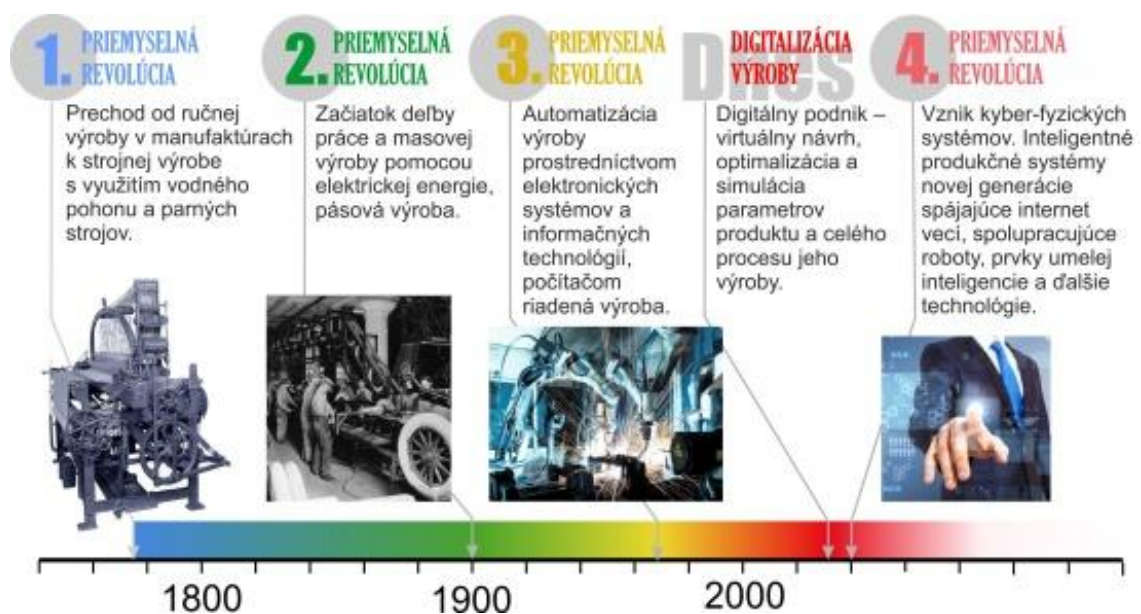 1. PRIEMYSELNÁ
REVOLÚCIA
Prechod od ručnej
výroby v manufaktúrach
k strojnej výrobe
s využitím vodného
pohonu a parných
strojov.
2. PRIEMYSELNÁ
REVOLÚCIA
Začiatok deľby
práce a masovej
výroby pomocou
elektrickej energie,
pásová výroba.
3. PRIEMYSELNÁ
REVOLÚCIA
Automatizácia
výroby
prostredníctvom
elektronických
systémov a
informačných
technológií,
počítačom
riadená výroba.
Dnes
DIGITALIZÁCIA
VÝROBY
Digitálny podnik –
virtuálny návrh,
optimalizácia a
simulácia
parametrov
produktu a celého
procesu jeho
výroby.
4. PRIEMYSELNÁ
REVOLÚCIA
Vznik kyber-fyzických
systémov. Inteligentné
produkčné systémy
novej generácie
spájajúce internet
vecí, spolupracujúce
roboty, prvky umelej
inteligencie a ďalšie
technológie.
1800 1900 2000